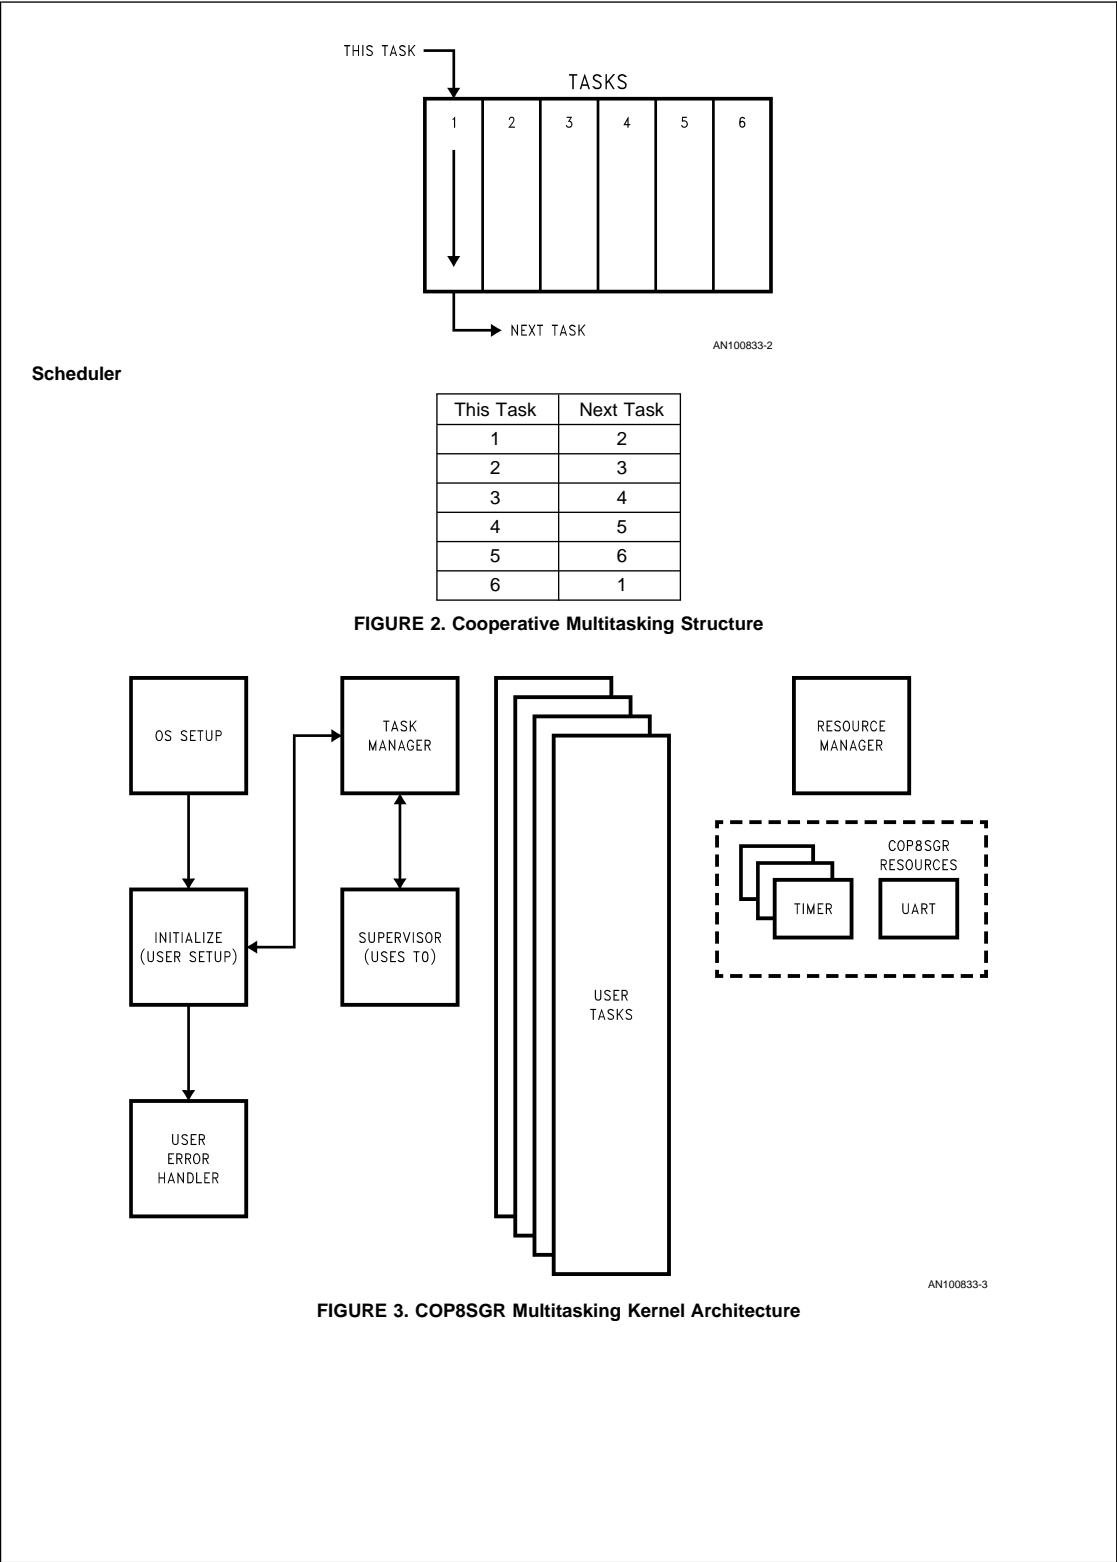 THIS TASK
TASKS
1 2 3 4 5 6
NEXT TASK
AN100833-2
Scheduler
This Task Next Task
1 2
2 3
3 4
4 5
5 6
6 1
FIGURE 2. Cooperative Multitasking Structure
OS SETUP
TASK
MANAGER
RESOURCE
MANAGER
COP8SGR
RESOURCES
TIMER
UART
INITIALIZE
(USER SETUP)
SUPERVISOR
(USES T0)
USER
TASKS
USER
ERROR
HANDLER
AN100833-3
FIGURE 3. COP8SGR Multitasking Kernel Architecture